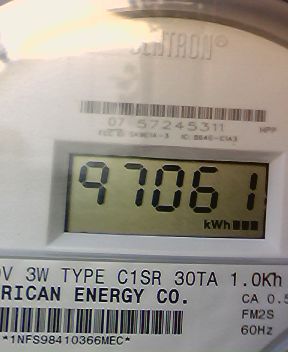 CENTRON®
07 57245311
97061
kWh
V 3W TYPE C1SR 30TA 1.0Kh
RICAN ENERGY CO.
CA 0.5
FM2S
60Hz
*1NFS98410366MEC*